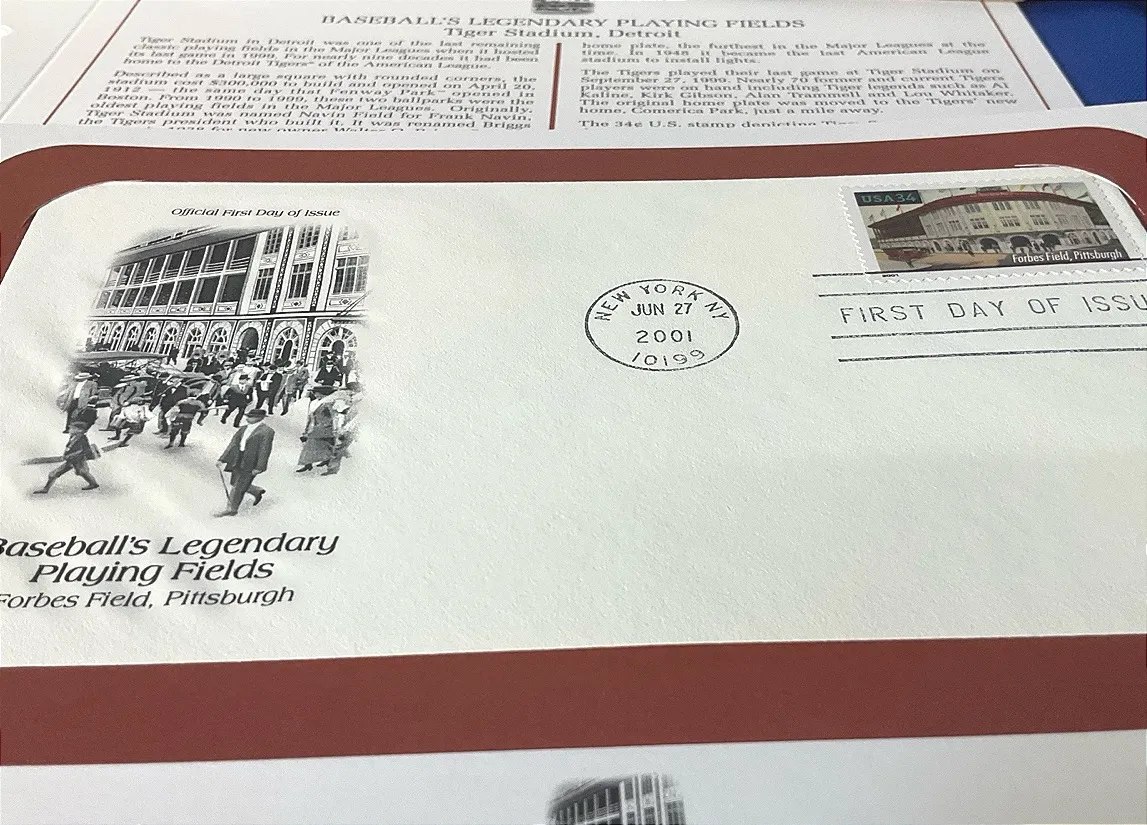 BASEBALL'S LEGENDARY PLAYING FIELDS
Tiger Stadium, Detroit
Tiger Stadium in Detroit was one of the last remaining
classic playing fields in the Major Leagues when it hosted
its last game in 1999. For nearly nine decades it had been
home to the Detroit Tigers® of the American League.
Described as a large square with rounded corners, the
stadium cost $300,000 to build and opened on April 20,
1912 — the same day that Fenway Park™ opened in
Boston. From 1990 to 1999, these two ballparks were the
oldest playing fields in the Major Leagues. Originally,
Tiger Stadium was named Navin Field for Frank Navin,
the Tigers president who built it. It was renamed Briggs
1938 for new owner Walter O.
home plate, the furthest in the Major Leagues at the
time. In 1948 it became the last American League
stadium to install lights.
The Tigers played their last game at Tiger Stadium on
September 27, 1999. Nearly 70 former and current Tigers
players were on hand including Tiger legends such as Al
Kaline, Kirk Gibson, Alan Trammell and Lou Whitaker.
The original home plate was moved to the Tigers' new
home, Comerica Park, just a mile away.
The 34¢ U.S. stamp depicting
Official First Day of Issue
USA 34
Forbes Field, Pittsburgh
2001
NEW YORK NY
JUN 27
2001
10199
FIRST DAY OF ISSU
Baseball's Legendary
Playing Fields
Forbes Field, Pittsburgh